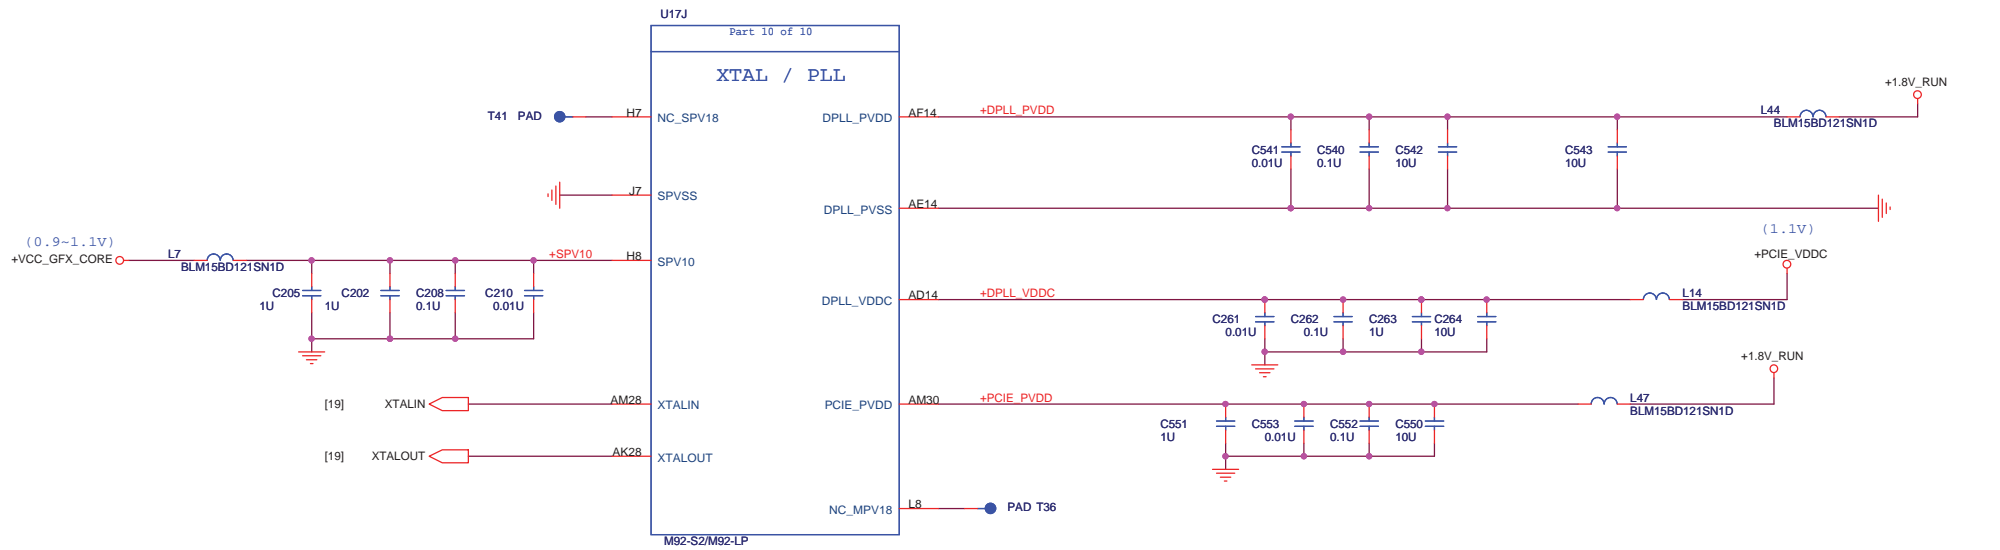 U17J
Part 10 of 10
XTAL / PLL
T41 PAD
H7
NC_SPV18
J7
SPVSS
(0.9~1.1V)
+VCC_GFX_CORE
L7
BLM15BD121SN1D
+SPV10
H8
SPV10
C205
1U
C202
1U
C208
0.1U
C210
0.01U
[19]
XTALIN
AM28
XTALIN
[19]
XTALOUT
AK28
XTALOUT
DPLL_PVDD
AF14
+DPLL_PVDD
L44
BLM15BD121SN1D
+1.8V_RUN
C541
0.01U
C540
0.1U
C542
10U
C543
10U
DPLL_PVSS
AE14
(1.1V)
+PCIE_VDDC
DPLL_VDDC
AD14
+DPLL_VDDC
L14
BLM15BD121SN1D
C261
0.01U
C262
0.1U
C263
1U
C264
10U
+1.8V_RUN
PCIE_PVDD
AM30
+PCIE_PVDD
L47
BLM15BD121SN1D
C551
1U
C553
0.01U
C552
0.1U
C550
10U
NC_MPV18
L8
PAD T36
M92-S2/M92-LP